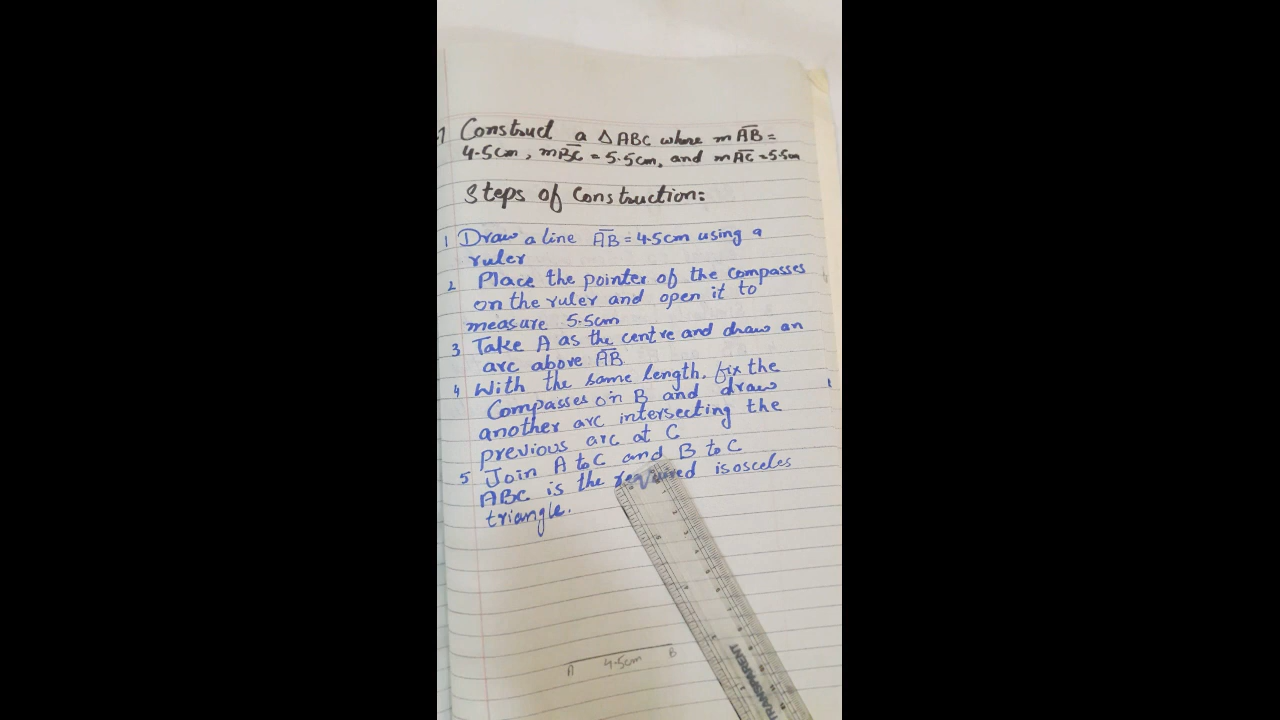 Construct a △ABC where mAB̅ =
4.5cm, mBC̅ = 5.5cm, and mAC̅ = 5.5cm
Steps of Construction:
1 Draw a line AB̅ = 4.5cm using a
ruler
2 Place the pointer of the compasses
on the ruler and open it to
measure 5.5cm
3 Take A as the centre and draw an
arc above AB̅
4 With the same length, fix the
Compasses on B and draw
another arc intersecting the
previous arc at C
5 Join A to C and B to C
ABC is the required isosceles
triangle.
A 4.5cm B
TRANSPARENT